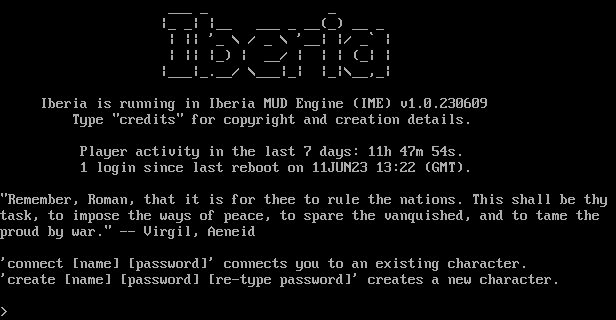 Iberia
Iberia is running in Iberia MUD Engine (IME) v1.0.230609
Type "credits" for copyright and creation details.
Player activity in the last 7 days: 11h 47m 54s.
1 login since last reboot on 11JUN23 13:22 (GMT).
"Remember, Roman, that it is for thee to rule the nations. This shall be thy
task, to impose the ways of peace, to spare the vanquished, and to tame the
proud by war." -- Virgil, Aeneid
'connect [name] [password]' connects you to an existing character.
'create [name] [password] [re-type password]' creates a new character.
>